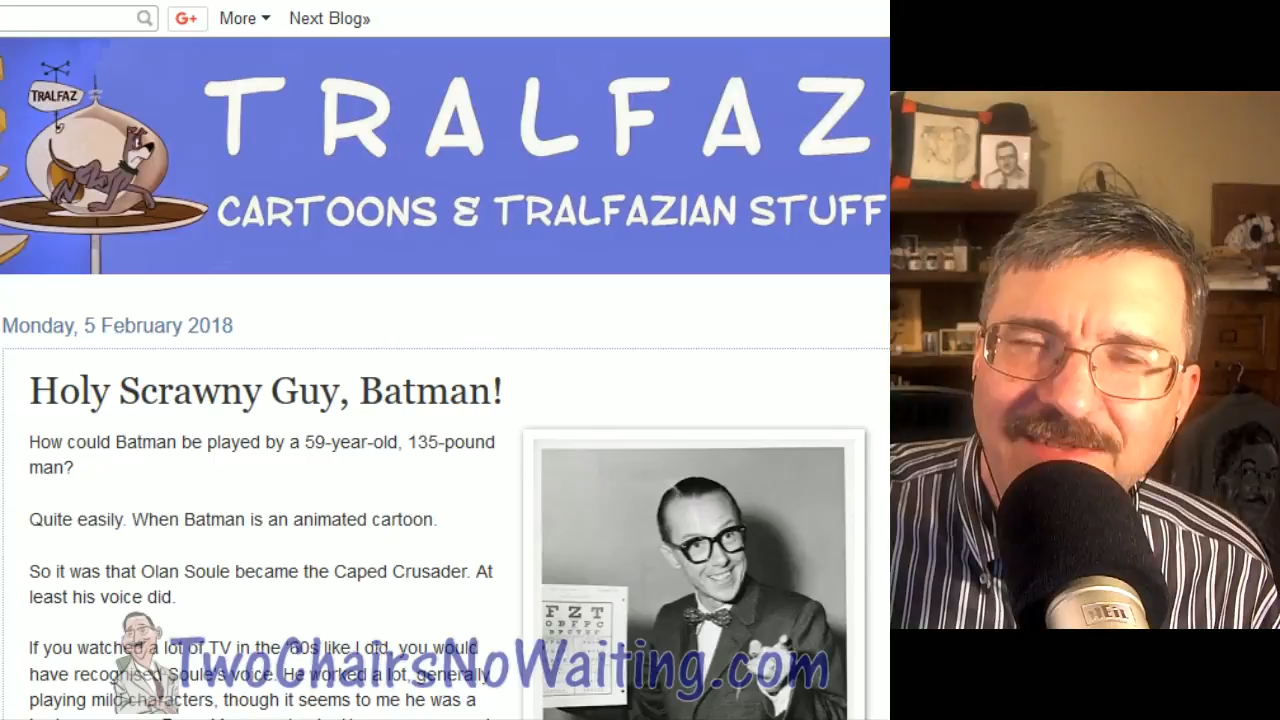 G+ More Next Blog»
TRALFAZ
TRALFAZ
CARTOONS & TRALFAZIAN STUFF
Monday, 5 February 2018
Holy Scrawny Guy, Batman!
How could Batman be played by a 59-year-old, 135-pound
man?
Quite easily. When Batman is an animated cartoon.
So it was that Olan Soule became the Caped Crusader. At
least his voice did.
If you watched a lot of TV in the '60s like I did, you would
have recognised Soule's voice. He worked a lot, generally
playing mild characters, though it seems to me he was a
TwoChairsNoWaiting.com
F Z T
O B F P C
HEiL